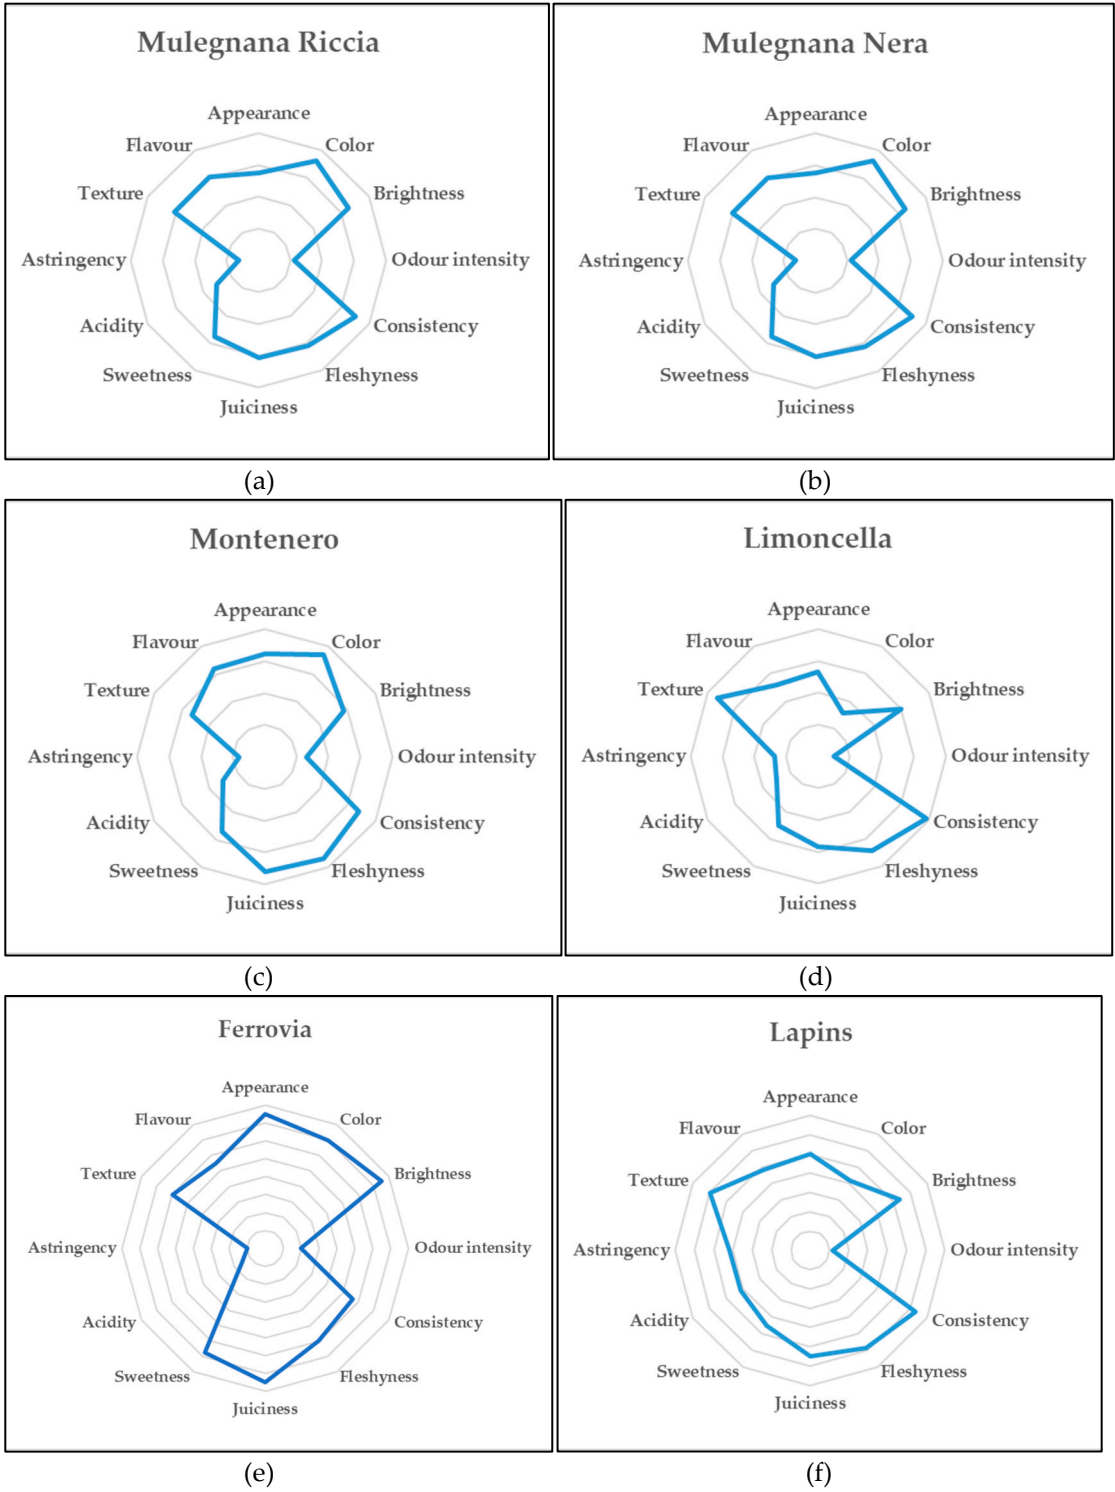 Mulegnana Riccia
Appearance
Flavour
Color
Texture
Brightness
Astringency
Odour intensity
Acidity
Consistency
Sweetness
Fleshyness
Juiciness
(a)
Mulegnana Nera
Appearance
Flavour
Color
Texture
Brightness
Astringency
Odour intensity
Acidity
Consistency
Sweetness
Fleshyness
Juiciness
(b)
Montenero
Appearance
Flavour
Color
Texture
Brightness
Astringency
Odour intensity
Acidity
Consistency
Sweetness
Fleshyness
Juiciness
(c)
Limoncella
Appearance
Flavour
Color
Texture
Brightness
Astringency
Odour intensity
Acidity
Consistency
Sweetness
Fleshyness
Juiciness
(d)
Ferrovia
Appearance
Flavour
Color
Texture
Brightness
Astringency
Odour intensity
Acidity
Consistency
Sweetness
Fleshyness
Juiciness
(e)
Lapins
Appearance
Flavour
Color
Texture
Brightness
Astringency
Odour intensity
Acidity
Consistency
Sweetness
Fleshyness
Juiciness
(f)